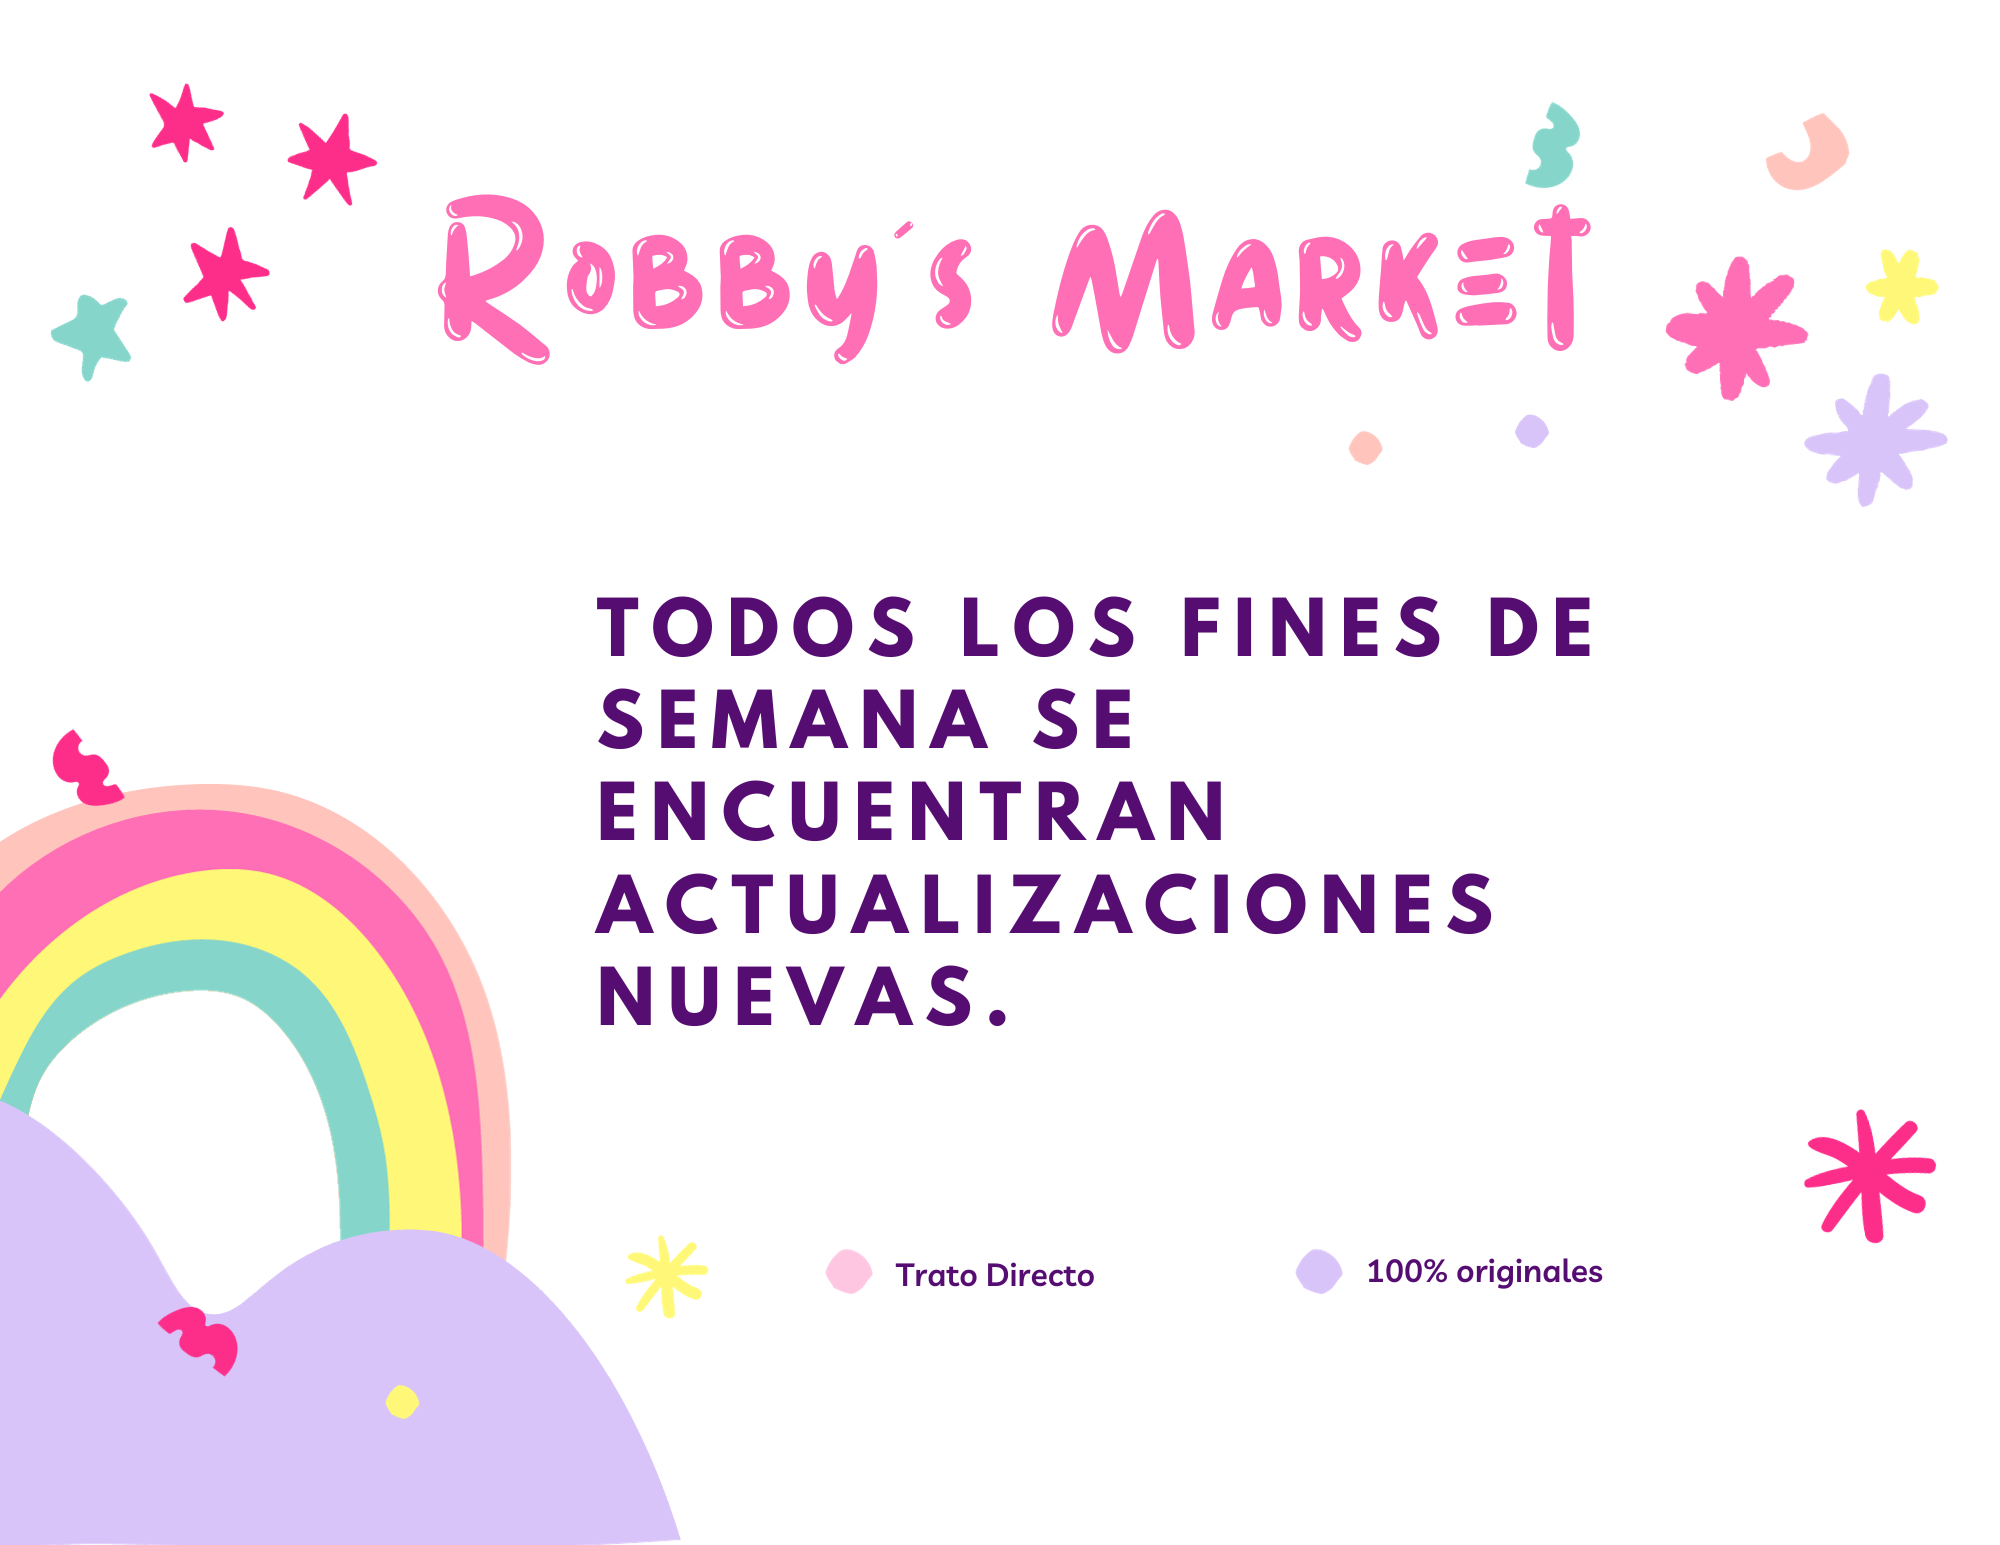 Robby´s Market
TODOS LOS FINES DE
SEMANA SE
ENCUENTRAN
ACTUALIZACIONES
NUEVAS.
Trato Directo
100% originales